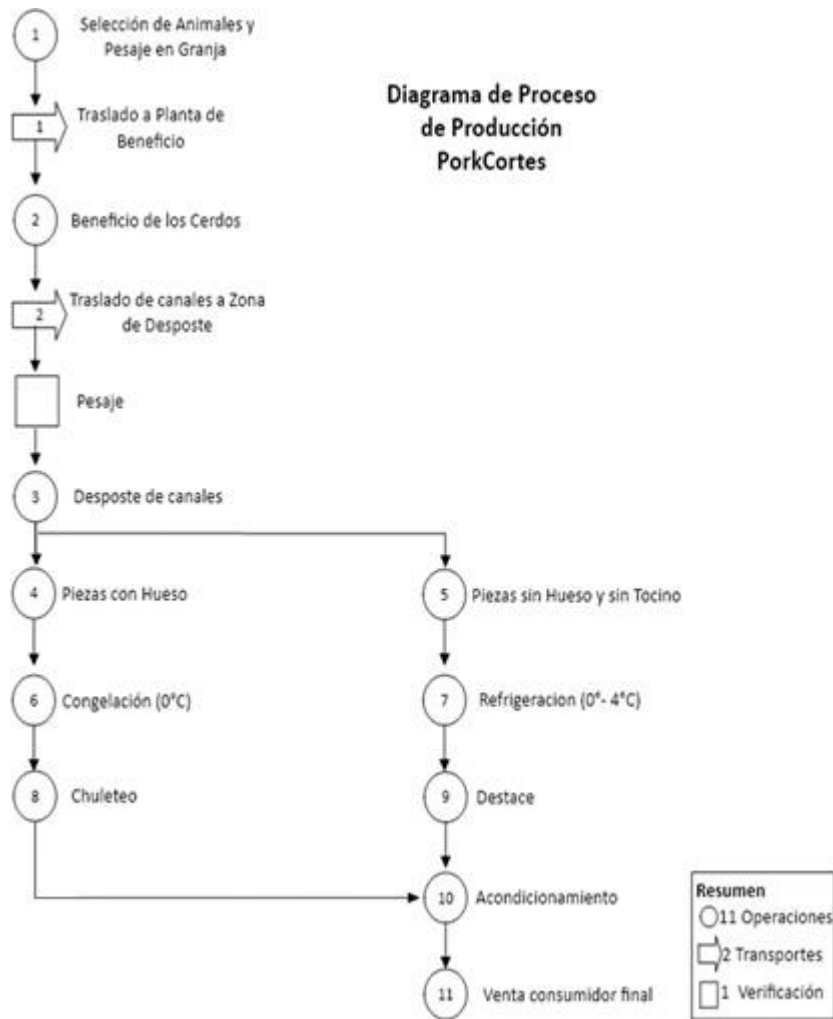 Diagrama de Proceso
de Producción
PorkCortes
1
Selección de Animales y
Pesaje en Granja
1
Traslado a Planta de
Beneficio
2
Beneficio de los Cerdos
2
Traslado de canales a Zona
de Desposte
Pesaje
3
Desposte de canales
4
Piezas con Hueso
5
Piezas sin Hueso y sin Tocino
6
Congelación (0°C)
7
Refrigeracion (0°- 4°C)
8
Chuleteo
9
Destace
10
Acondicionamiento
11
Venta consumidor final
Resumen
11 Operaciones
2 Transportes
1 Verificación